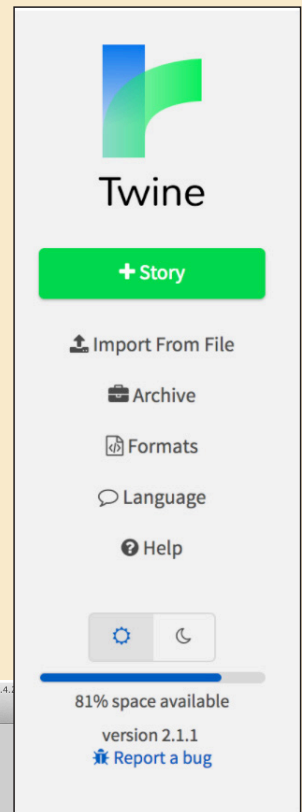 Twine
+ Story
Import From File
Archive
Formats
Language
Help
81% space available
version 2.1.1
Report a bug